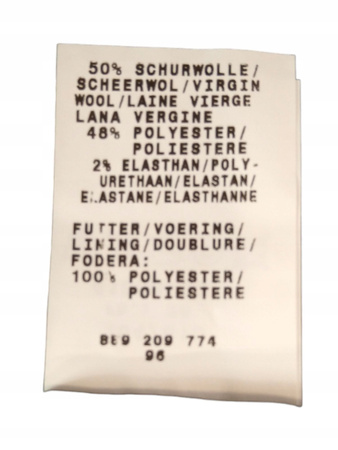 50% SCHURWOLLE/
SCHEERWOL/VIRGIN
WOOL/LAINE VIERGE
LANA VERGINE
48% POLYESTER/
POLIESTERE
2% ELASTHAN/POLY-
URETHAAN/ELASTAN/
ELASTANE/ELASTHANNE
FUTTER/VOERING/
LINING/DOUBLURE/
FODERA:
100% POLYESTER/
POLIESTERE
209 774
96